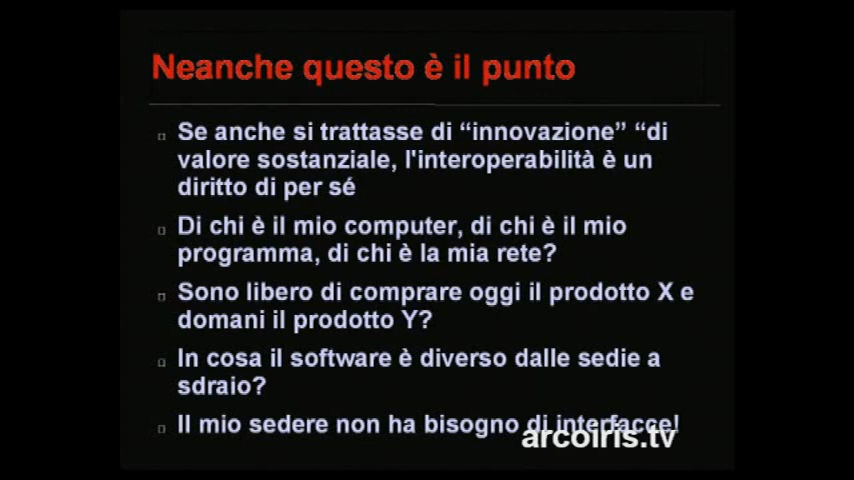 Neanche questo è il punto
Se anche si trattasse di “innovazione” “di
valore sostanziale, l'interoperabilità è un
diritto di per sé
Di chi è il mio computer, di chi è il mio
programma, di chi è la mia rete?
Sono libero di comprare oggi il prodotto X e
domani il prodotto Y?
In cosa il software è diverso dalle sedie a
sdraio?
Il mio sedere non ha bisogno di interfacce!
arcoiris.tv